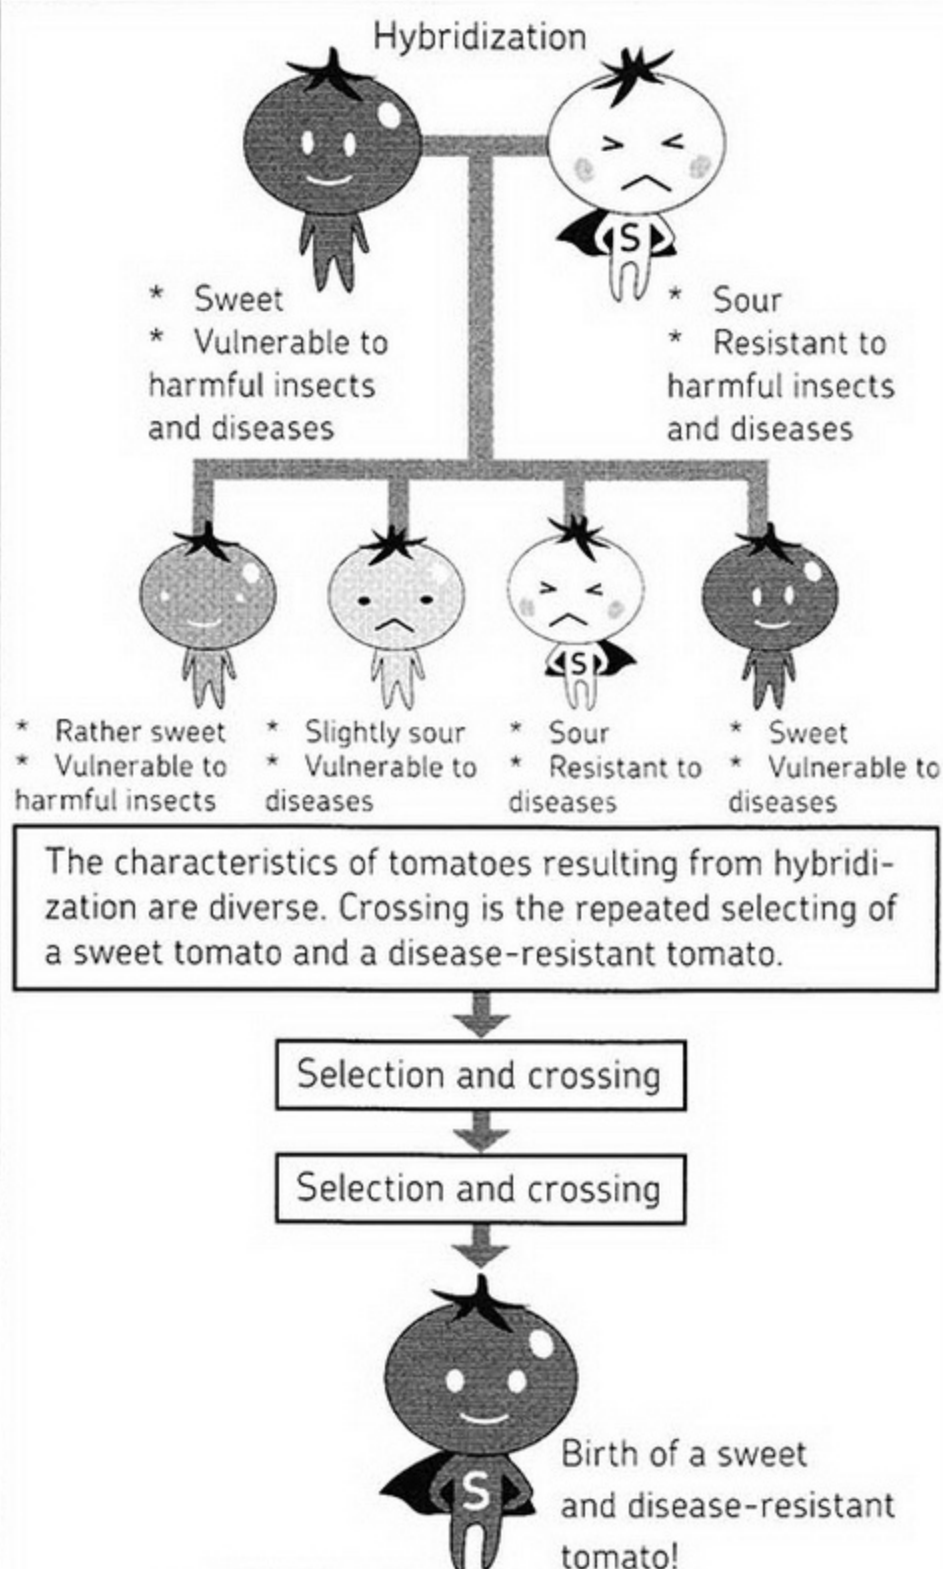 Hybridization
S
* Sweet
* Vulnerable to
harmful insects
and diseases
* Sour
* Resistant to
harmful insects
and diseases
S
* Rather sweet
* Vulnerable to
harmful insects
* Slightly sour
* Vulnerable to
diseases
* Sour
* Resistant to
diseases
* Sweet
* Vulnerable to
diseases
The characteristics of tomatoes resulting from hybridi-
zation are diverse. Crossing is the repeated selecting of
a sweet tomato and a disease-resistant tomato.
Selection and crossing
Selection and crossing
S
Birth of a sweet
and disease-resistant
tomato!